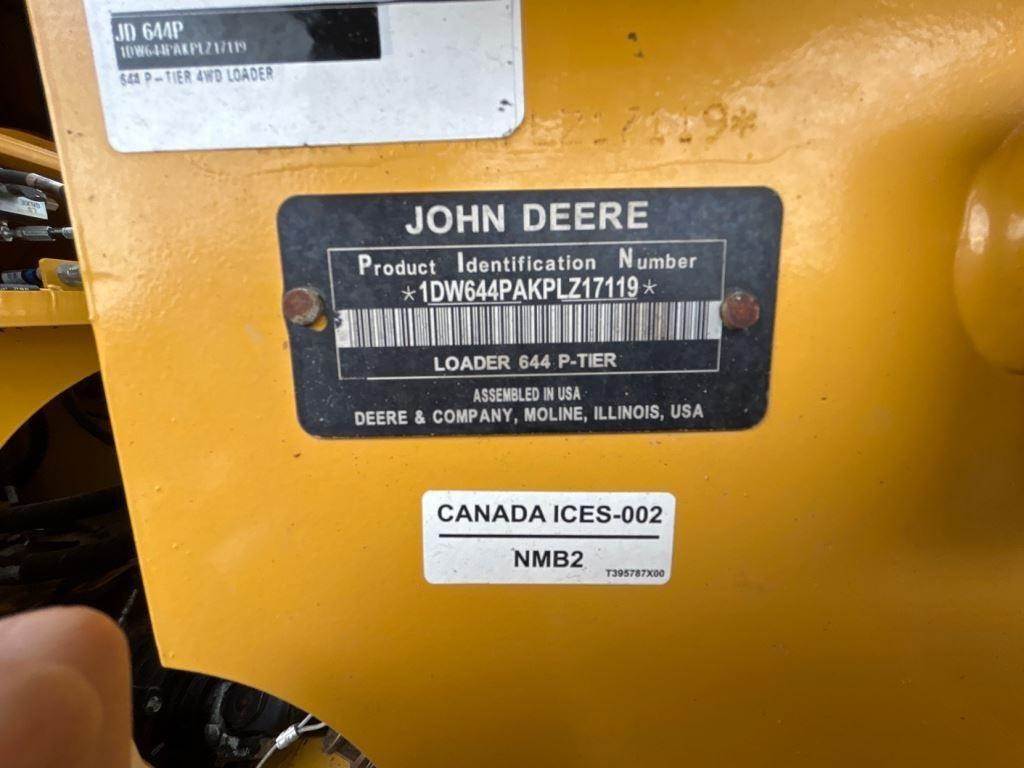 JD 644P
1DW644PAKPLZ17119
644 P-TIER 4WD LOADER
LZ17119*
JOHN DEERE
Product Identification Number
*1DW644PAKPLZ17119*
LOADER 644 P-TIER
ASSEMBLED IN USA
DEERE & COMPANY, MOLINE, ILLINOIS, USA
CANADA ICES-002
NMB2
T395787X00